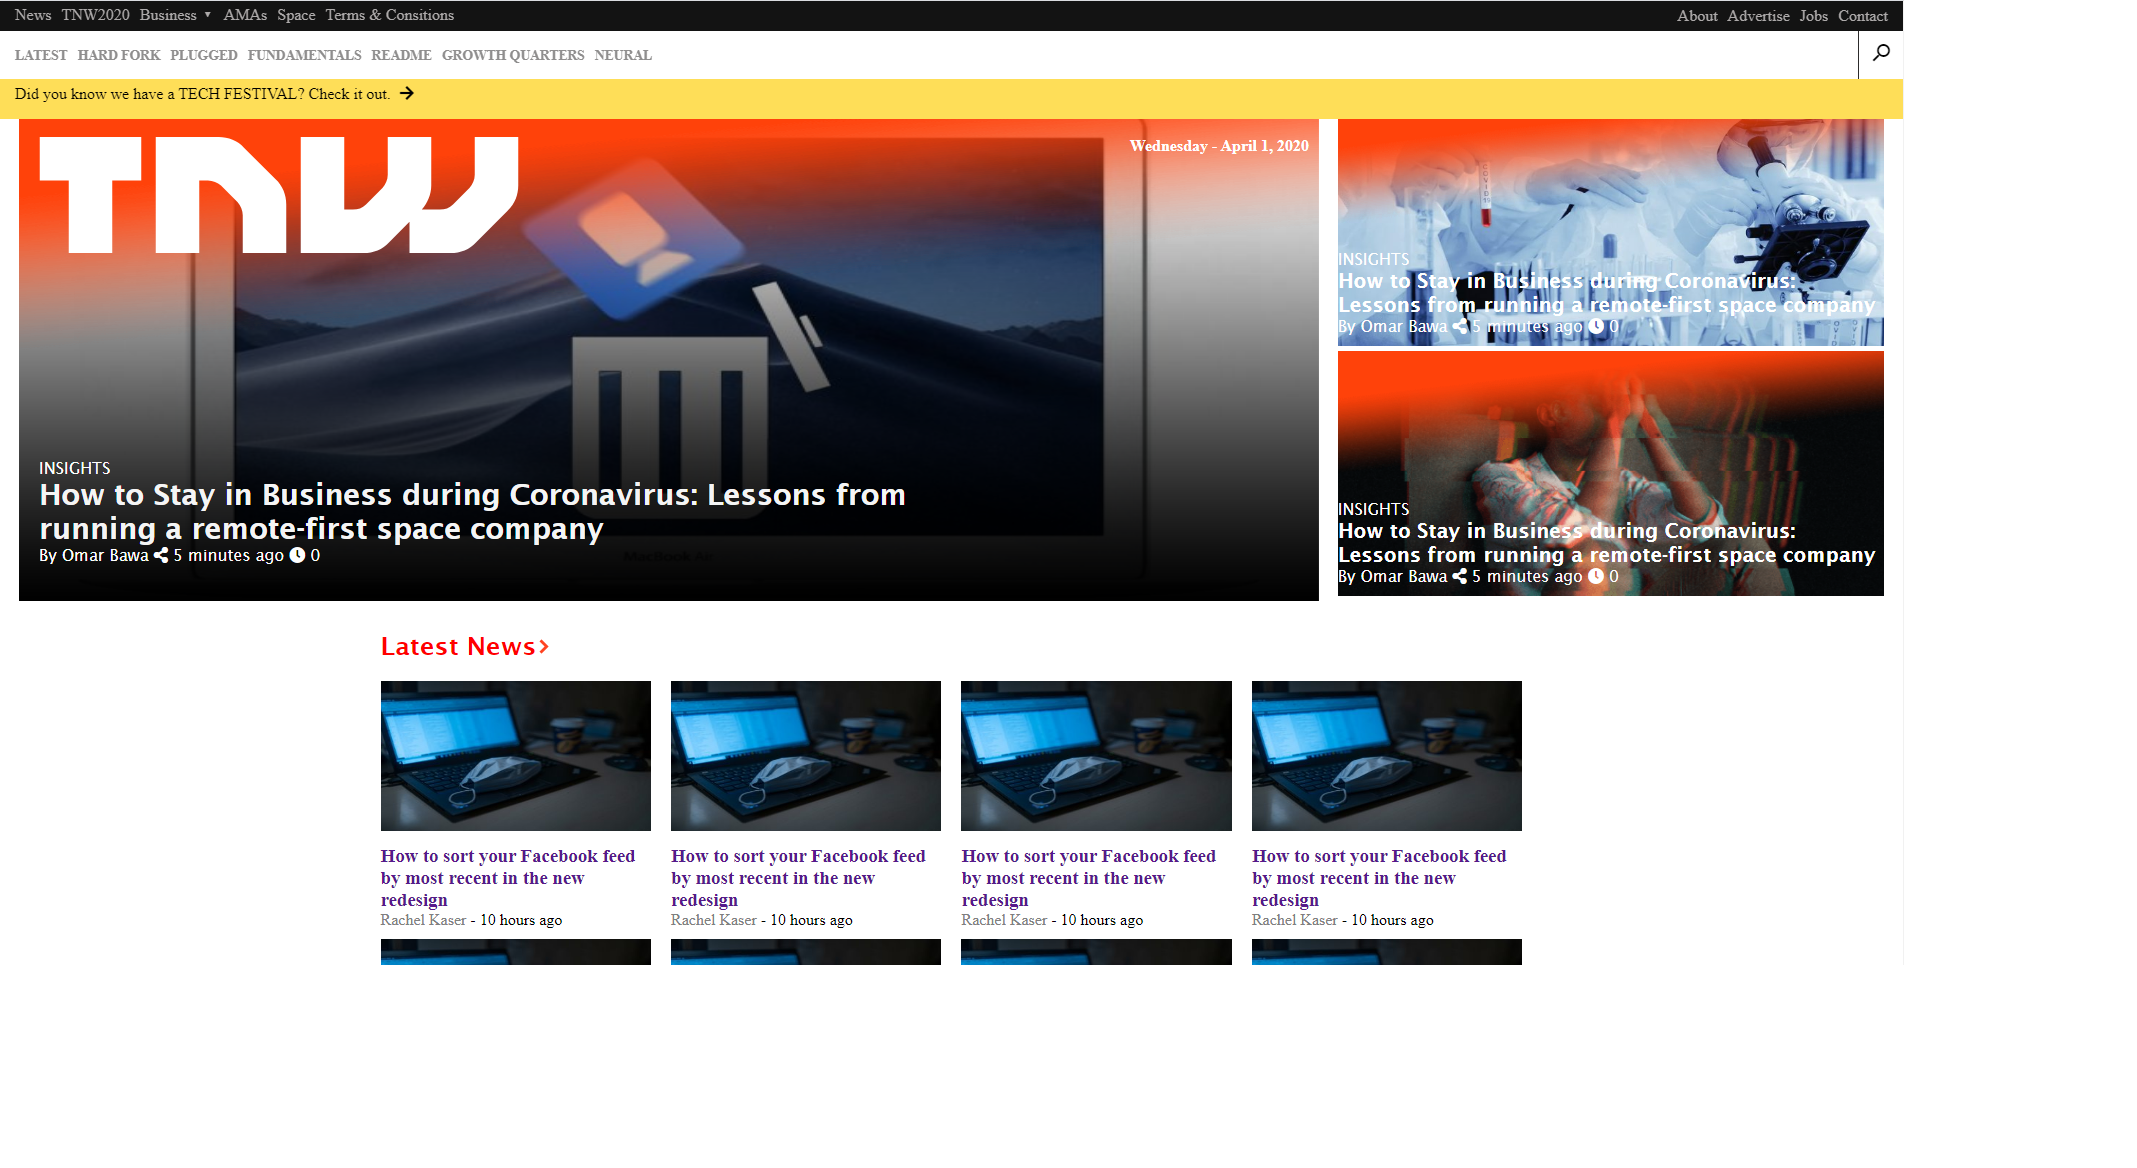 News TNW2020 Business ▼ AMAs Space Terms & Consitions
About Advertise Jobs Contact
LATEST HARD FORK PLUGGED FUNDAMENTALS README GROWTH QUARTERS NEURAL
Did you know we have a TECH FESTIVAL? Check it out.
TNW
Wednesday - April 1, 2020
MacBook Air
INSIGHTS
How to Stay in Business during Coronavirus: Lessons from
running a remote-first space company
By Omar Bawa 5 minutes ago 0
COVID-19
INSIGHTS
How to Stay in Business during Coronavirus:
Lessons from running a remote-first space company
By Omar Bawa 5 minutes ago 0
INSIGHTS
How to Stay in Business during Coronavirus:
Lessons from running a remote-first space company
By Omar Bawa 5 minutes ago 0
Latest News
How to sort your Facebook feed
by most recent in the new
redesign
Rachel Kaser - 10 hours ago
How to sort your Facebook feed
by most recent in the new
redesign
Rachel Kaser - 10 hours ago
How to sort your Facebook feed
by most recent in the new
redesign
Rachel Kaser - 10 hours ago
How to sort your Facebook feed
by most recent in the new
redesign
Rachel Kaser - 10 hours ago